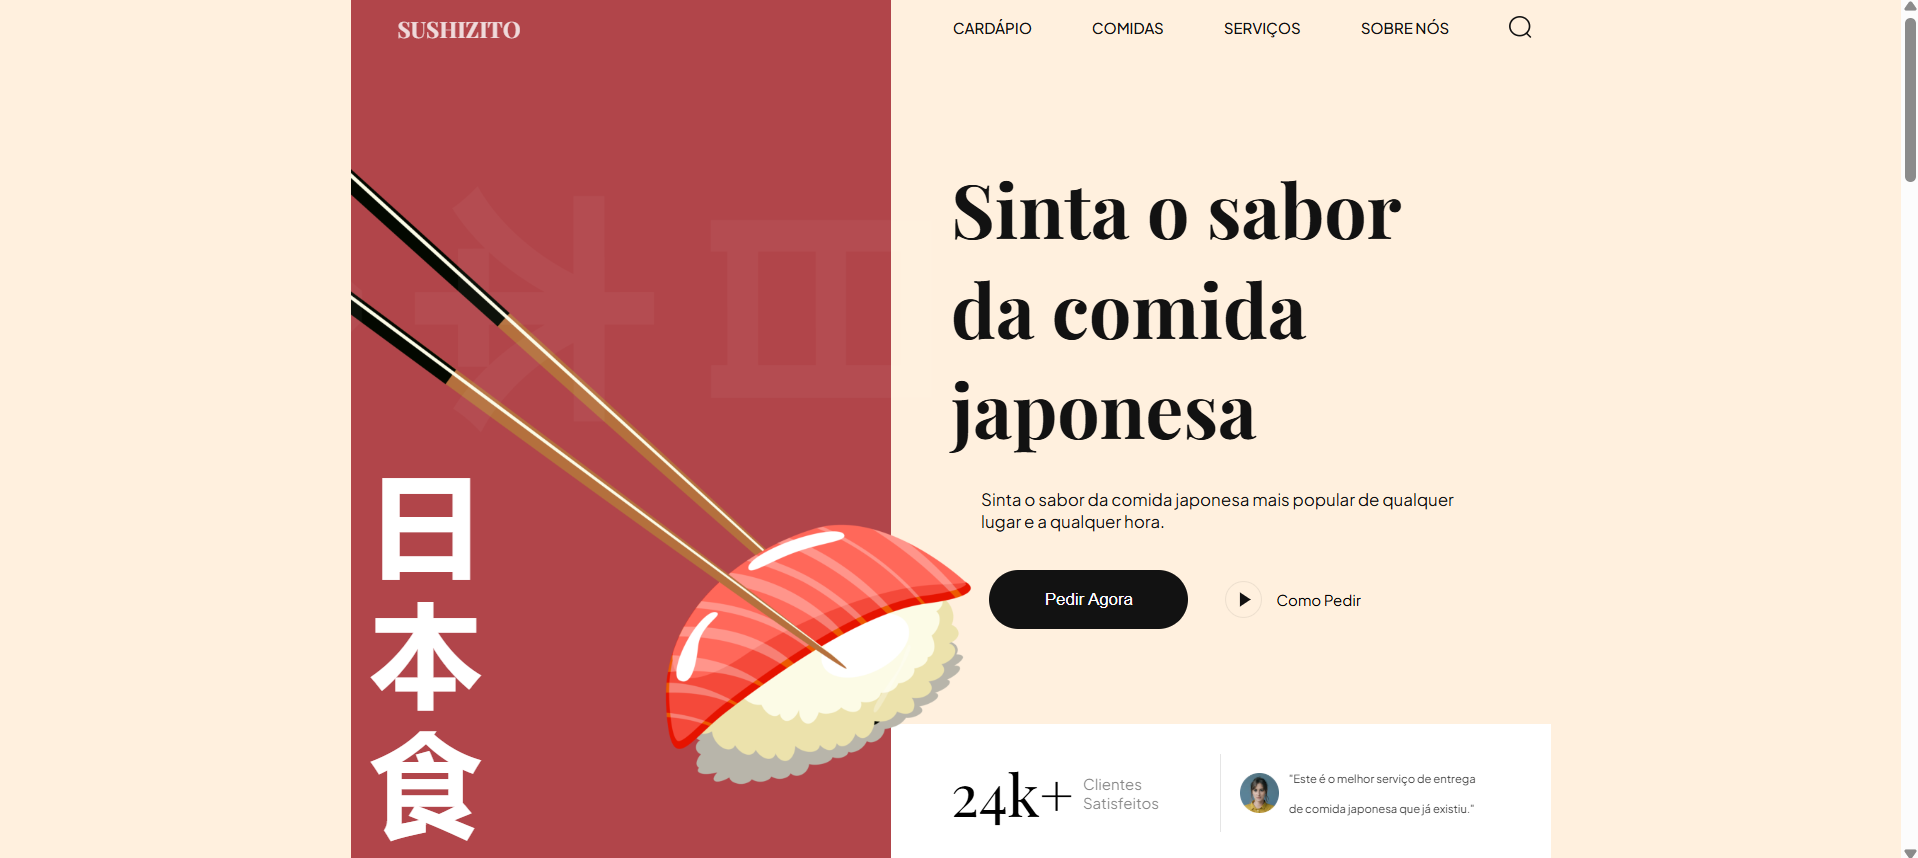 SUSHIZITO
CARDÁPIO
COMIDAS
SERVIÇOS
SOBRE NÓS
日
本
食
Sinta o sabor
da comida
japonesa
Sinta o sabor da comida japonesa mais popular de qualquer
lugar e a qualquer hora.
Pedir Agora
Como Pedir
24k+
Clientes
Satisfeitos
"Este é o melhor serviço de entrega
de comida japonesa que já existiu."